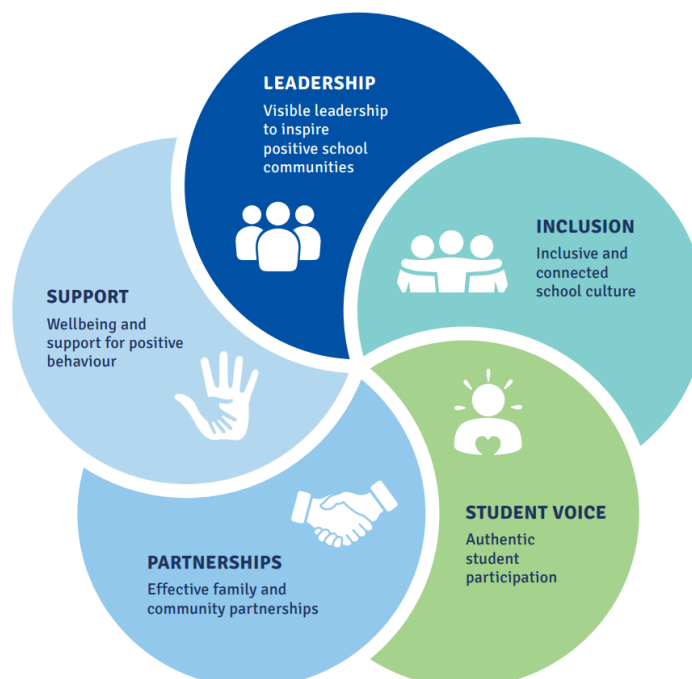 LEADERSHIP
Visible leadership
to inspire
positive school
communities
INCLUSION
Inclusive and
connected
school culture
STUDENT VOICE
Authentic
student
participation
PARTNERSHIPS
Effective family and
community partnerships
SUPPORT
Wellbeing and
support for positive
behaviour